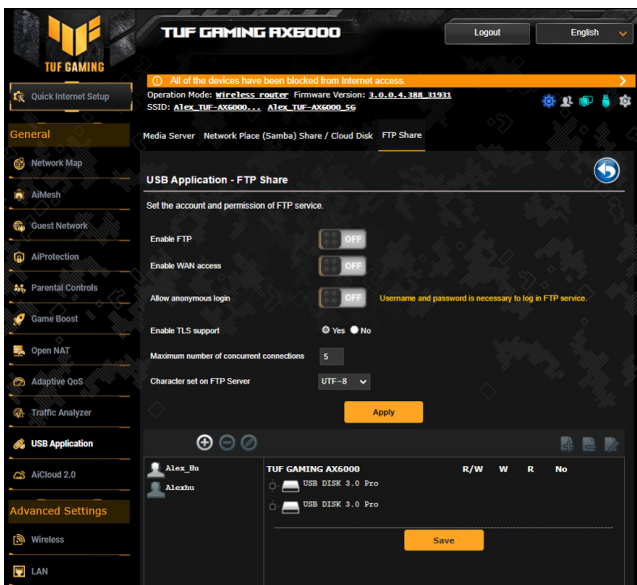 TUF GAMING AX6000
Logout
English
TUF GAMING
All of the devices have been blocked from Internet access.
Quick Internet Setup
Operation Mode: Wireless router Firmware Version: 3.0.0.4.388_31931
SSID: Alex_TUF-AX6000... Alex_TUF-AX6000_5G
General
Media Server Network Place (Samba) Share / Cloud Disk FTP Share
Network Map
AiMesh
Guest Network
AiProtection
Parental Controls
Game Boost
Open NAT
Adaptive QoS
Traffic Analyzer
USB Application
AiCloud 2.0
Advanced Settings
Wireless
LAN
USB Application - FTP Share
Set the account and permission of FTP service.
Enable FTP OFF
Enable WAN access OFF
Allow anonymous login OFF Username and password is necessary to log in FTP service.
Enable TLS support Yes No
Maximum number of concurrent connections 5
Character set on FTP Server UTF-8
Apply
Alex_Hu
Alexhu
TUF GAMING AX6000 R/W W R No
USB DISK 3.0 Pro
USB DISK 3.0 Pro
Save